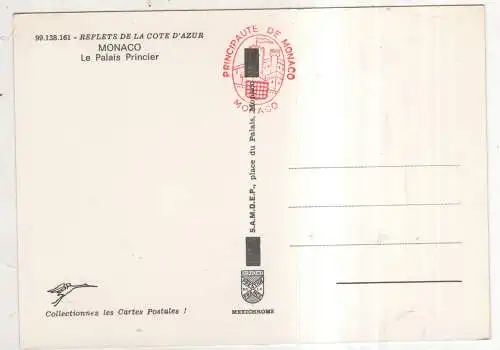 99.138.161 - REFLETS DE LA COTE D'AZUR
MONACO
Le Palais Princier
PRINCIPAUTE DE MONACO
MONACO
S.A.M.D.E.P., place du Palais, Monaco
MEXICHROME
Collectionnez les Cartes Postales !